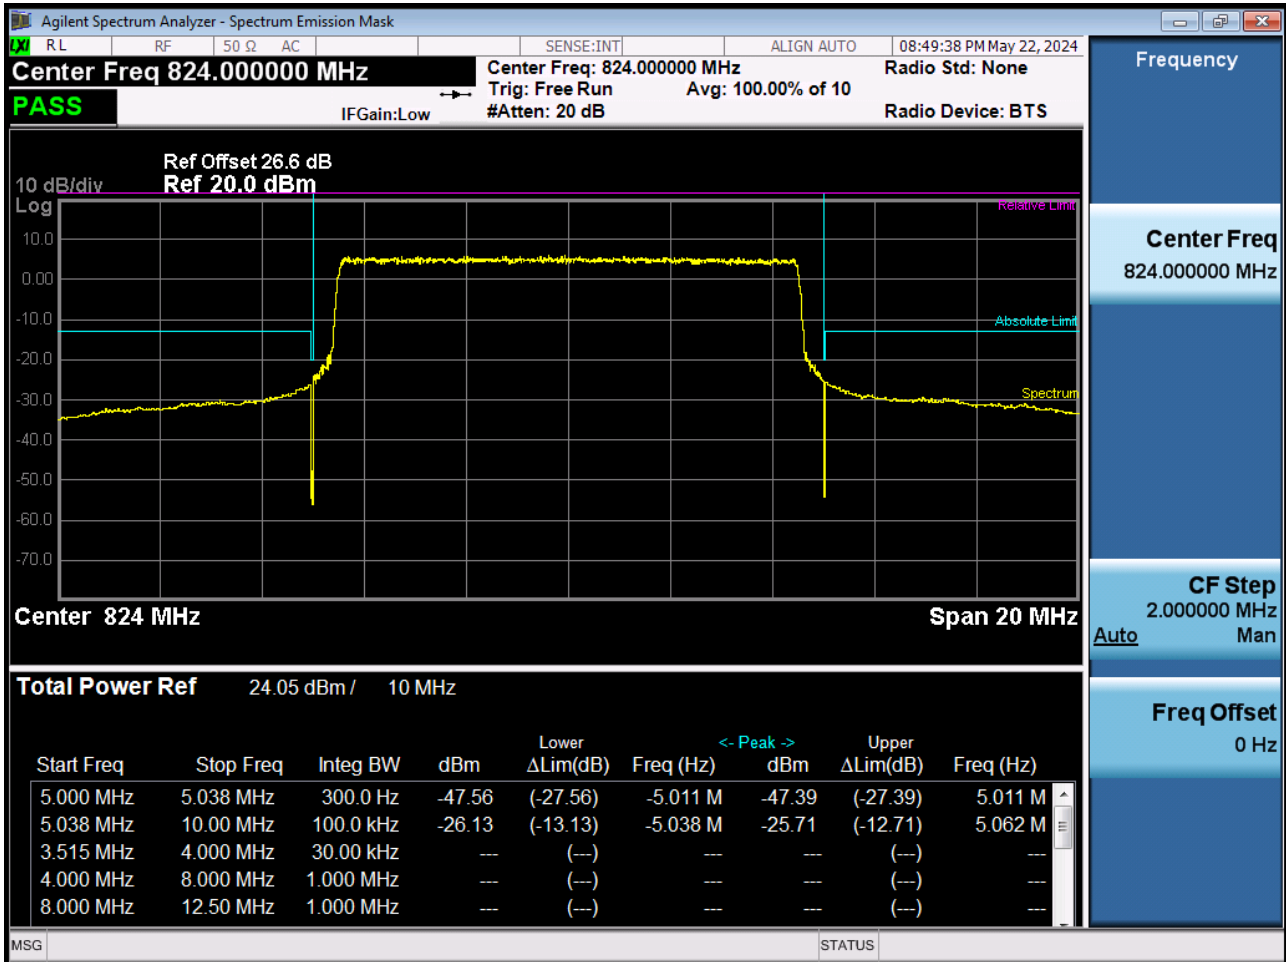 Agilent Spectrum Analyzer - Spectrum Emission Mask
LXI RL RF 50 Ω AC SENSE:INT ALIGN AUTO 08:49:38 PM May 22, 2024
Center Freq 824.000000 MHz
Center Freq: 824.000000 MHz
Radio Std: None
Trig: Free Run Avg: 100.00% of 10
PASS
IFGain:Low
#Atten: 20 dB
Radio Device: BTS
Ref Offset 26.6 dB
10 dB/div Ref 20.0 dBm
Log
Relative Limit
10.0
0.00
-10.0
Absolute Limit
-20.0
-30.0
Spectrum
-40.0
-50.0
-60.0
-70.0
Center 824 MHz Span 20 MHz
Total Power Ref 24.05 dBm / 10 MHz
Lower <- Peak -> Upper
Start Freq Stop Freq Integ BW dBm ΔLim(dB) Freq (Hz) dBm ΔLim(dB) Freq (Hz)
5.000 MHz 5.038 MHz 300.0 Hz -47.56 (-27.56) -5.011 M -47.39 (-27.39) 5.011 M
5.038 MHz 10.00 MHz 100.0 kHz -26.13 (-13.13) -5.038 M -25.71 (-12.71) 5.062 M
3.515 MHz 4.000 MHz 30.00 kHz --- (---) --- --- (---) ---
4.000 MHz 8.000 MHz 1.000 MHz --- (---) --- --- (---) ---
8.000 MHz 12.50 MHz 1.000 MHz --- (---) --- --- (---) ---
MSG STATUS
Frequency
Center Freq
824.000000 MHz
CF Step
2.000000 MHz
Auto Man
Freq Offset
0 Hz